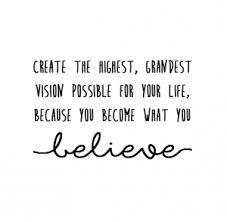 CREATE THE HIGHEST, GRANDEST
VISION POSSIBLE FOR YOUR LIFE,
BECAUSE YOU BECOME WHAT YOU
believe